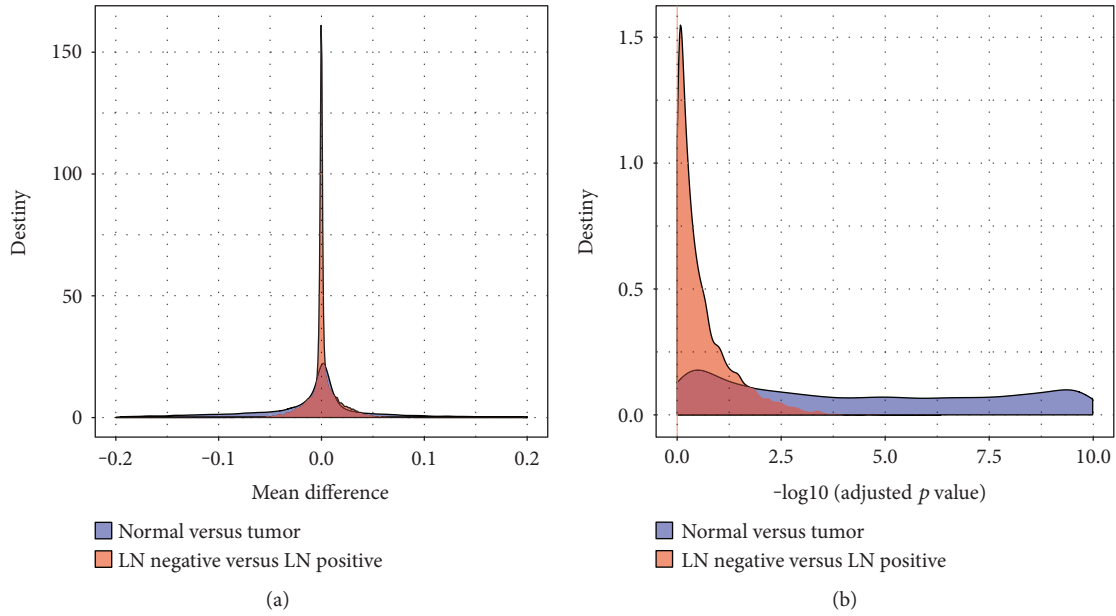 150
100
50
0
Destiny
−0.2 −0.1 0.0 0.1 0.2
Mean difference
Normal versus tumor
LN negative versus LN positive
(a)
1.5
1.0
0.5
0.0
Destiny
0.0 2.5 5.0 7.5 10.0
−log10 (adjusted p value)
Normal versus tumor
LN negative versus LN positive
(b)